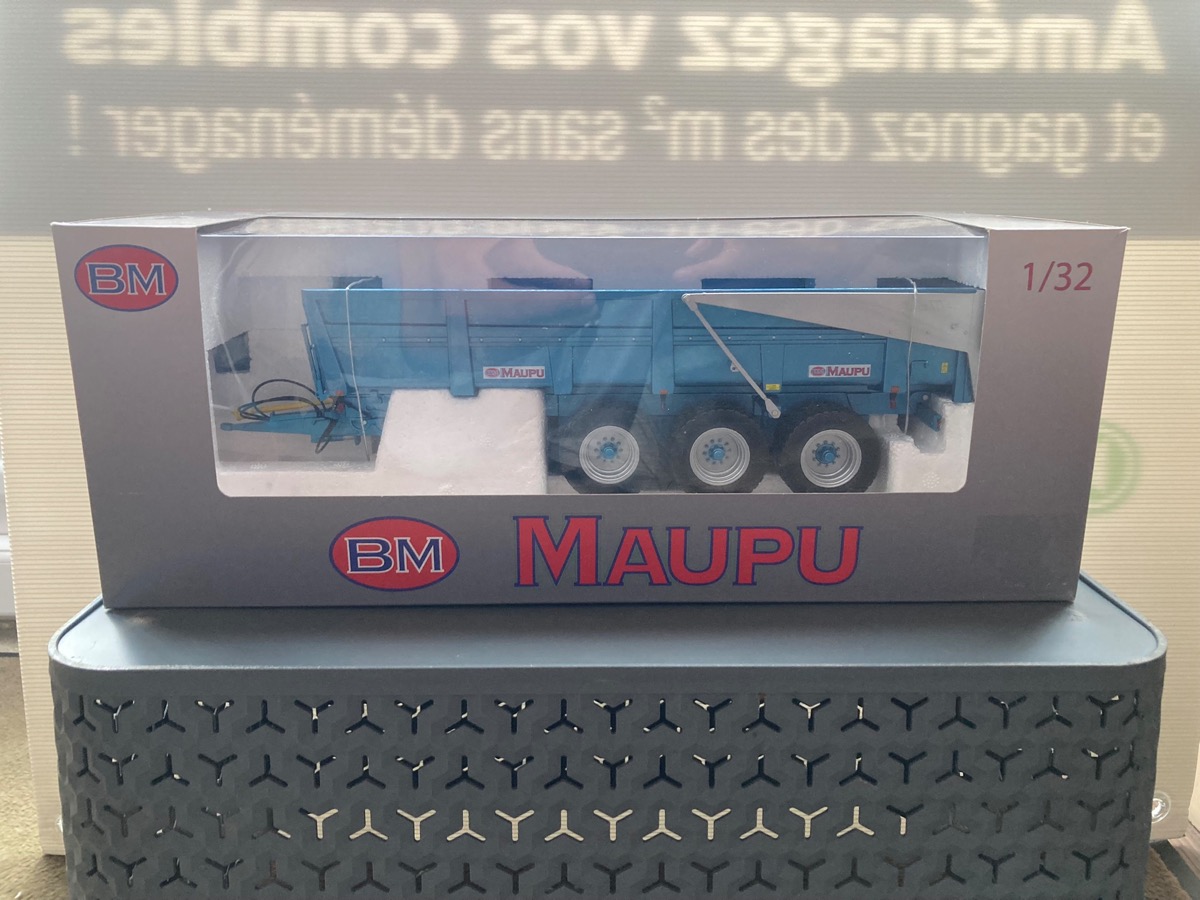 Aménagez vos combles
et gagnez des m² sans déménager !
BM
1/32
MAUPU
MAUPU
BM MAUPU